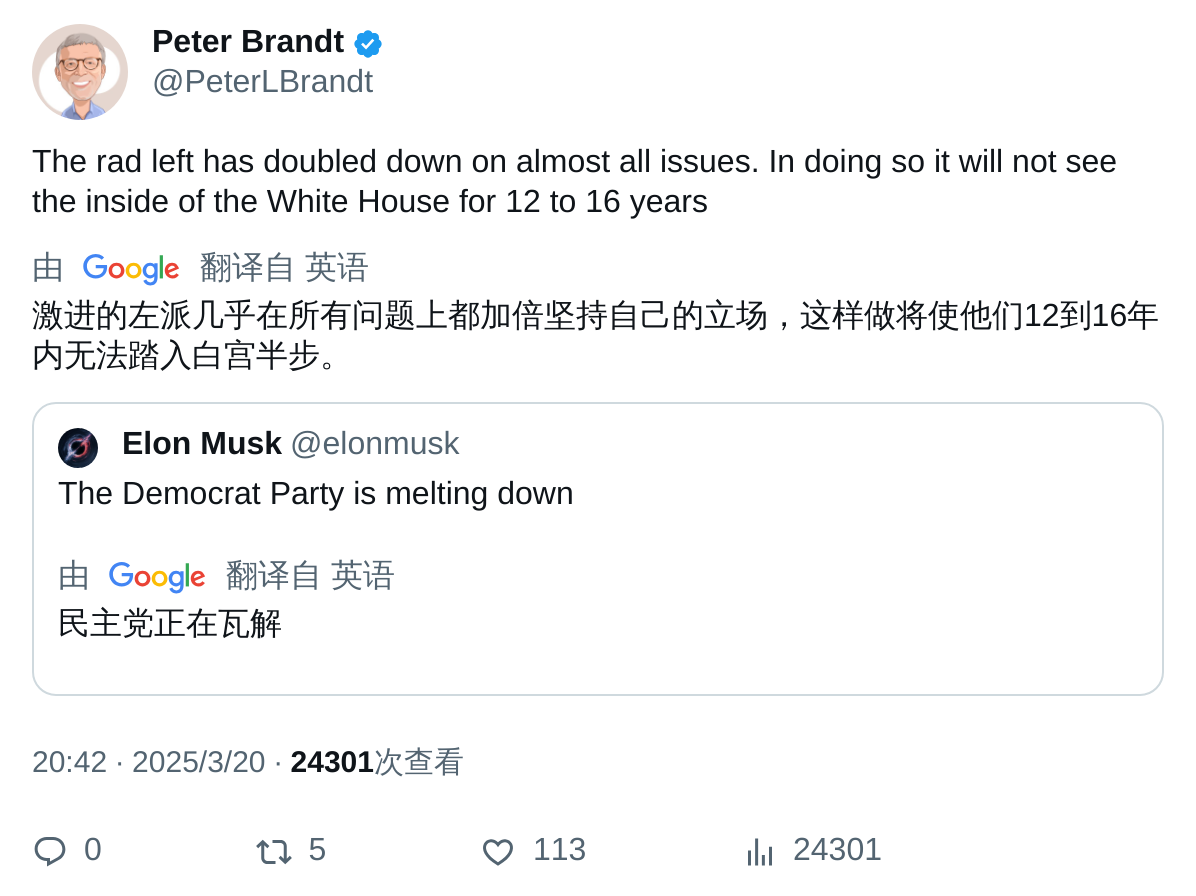 Peter Brandt
@PeterLBrandt
The rad left has doubled down on almost all issues. In doing so it will not see
the inside of the White House for 12 to 16 years
由 Google 翻译自 英语
激进的左派几乎在所有问题上都加倍坚持自己的立场，这样做将使他们12到16年
内无法踏入白宫半步。
Elon Musk @elonmusk
The Democrat Party is melting down
由 Google 翻译自 英语
民主党正在瓦解
20:42 · 2025/3/20 · 24301次查看
0 5 113 24301